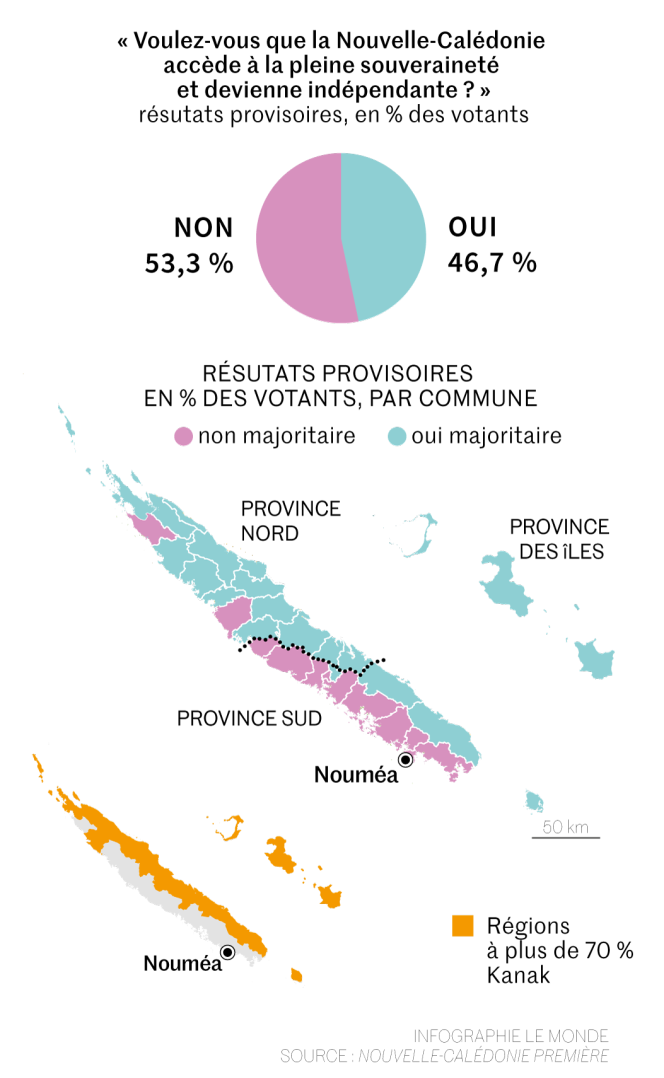 « Voulez-vous que la Nouvelle-Calédonie
accède à la pleine souveraineté
et devienne indépendante ? »
résutats provisoires, en % des votants
NON
53,3 %
OUI
46,7 %
RÉSUTATS PROVISOIRES
EN % DES VOTANTS, PAR COMMUNE
non majoritaire
oui majoritaire
PROVINCE
NORD
PROVINCE
DES îLES
PROVINCE SUD
Nouméa
50 km
Nouméa
Régions
à plus de 70 %
Kanak
INFOGRAPHIE LE MONDE
SOURCE : NOUVELLE-CALÉDONIE PREMIÈRE